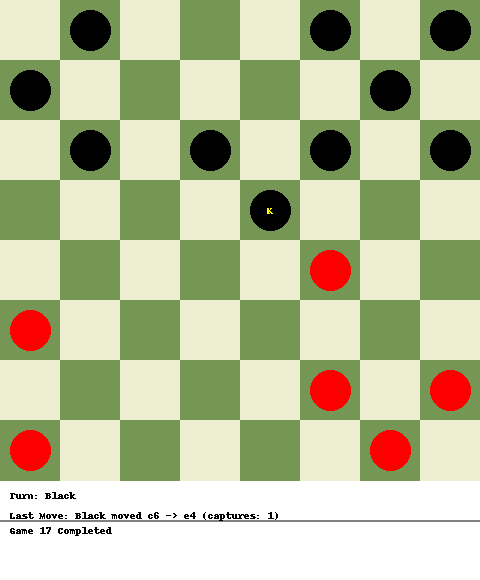 K
Turn: Black
Last Move: Black moved c6 -> e4 (captures: 1)
Game 17 Completed